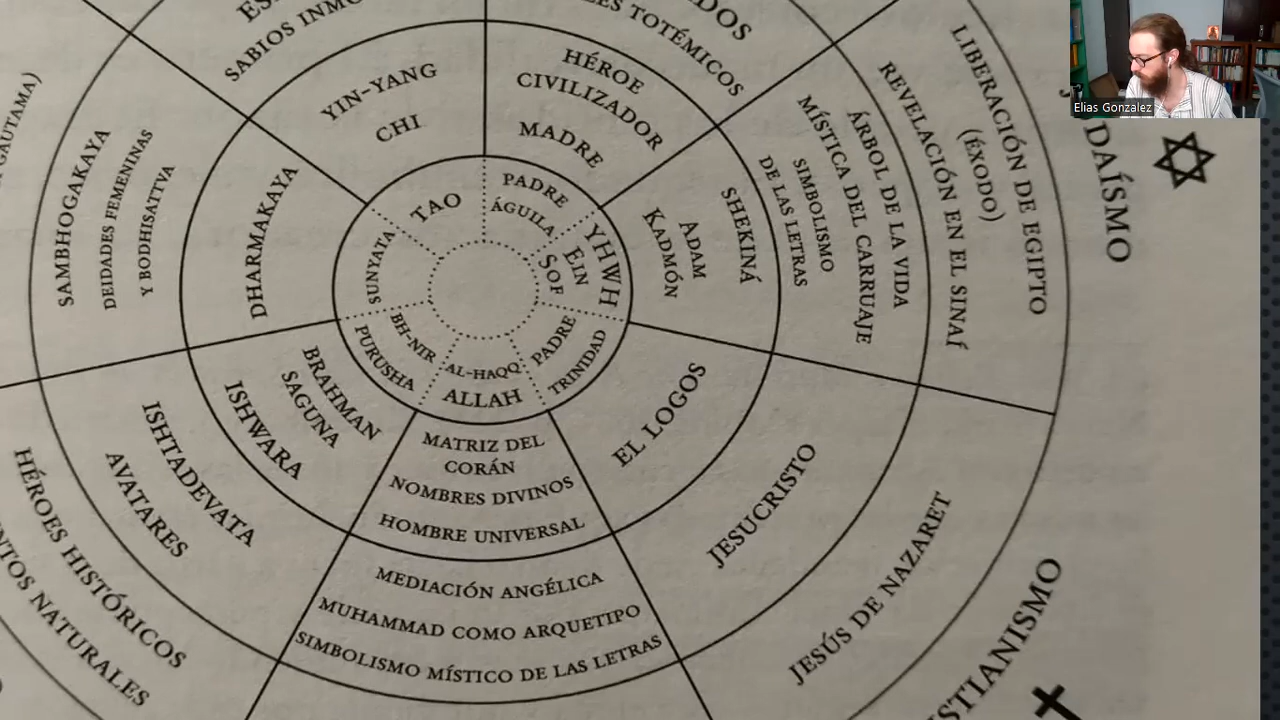 ES
SABIOS INMO
DOS
ES TOTÉMICOS
YIN-YANG
CHI
TAO
HÉROE
CIVILIZADOR
MADRE
PADRE
ÁGUILA
LIBERACIÓN DE EGIPTO
(ÉXODO)
REVELACIÓN EN EL SINAÍ
ÁRBOL DE LA VIDA
MÍSTICA DEL CARRUAJE
SIMBOLISMO
DE LAS LETRAS
SHEKINÁ
ADAM
KADMÓN
YHWH
EIN
SOF
DAÍSMO
Elias Gonzalez
GAUTAMA)
SAMBHOGAKAYA
DEIDADES FEMENINAS
Y BODHISATTVA
DHARMAKAYA
SUNYATA
BH-NIR
PURUSHA
BRAHMAN
SAGUNA
ISHWARA
ISHTADEVATA
AVATARES
HÉROES HISTÓRICOS
NTOS NATURALES
AL-HAQQ
ALLAH
MATRIZ DEL
CORÁN
NOMBRES DIVINOS
HOMBRE UNIVERSAL
MEDIACIÓN ANGÉLICA
MUHAMMAD COMO ARQUETIPO
SIMBOLISMO MÍSTICO DE LAS LETRAS
PADRE
TRINIDAD
EL LOGOS
JESUCRISTO
JESÚS DE NAZARET
STIANISMO